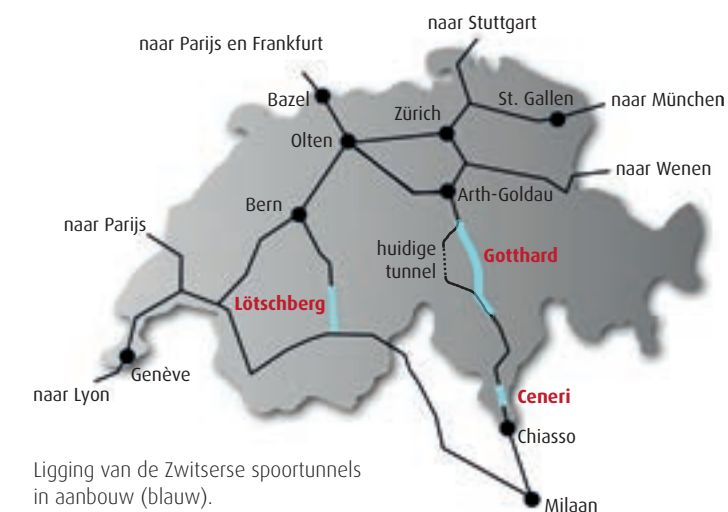 naar Stuttgart
naar Parijs en Frankfurt
Bazel
Zürich
St. Gallen
naar München
Olten
naar Wenen
Arth-Goldau
Bern
naar Parijs
huidige
tunnel
Gotthard
Lötschberg
Genève
naar Lyon
Ceneri
Chiasso
Ligging van de Zwitserse spoortunnels
in aanbouw (blauw).
Milaan